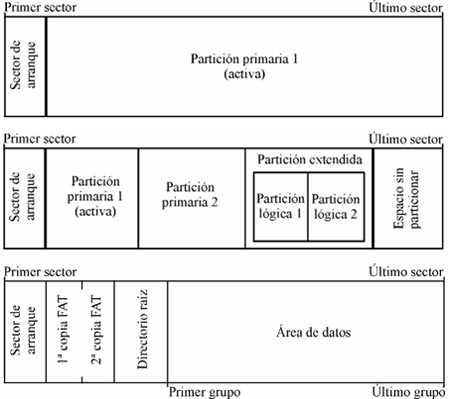 Primer sector
Último sector
Sector de
arranque
Partición primaria 1
(activa)
Primer sector
Último sector
Sector de
arranque
Partición
primaria 1
(activa)
Partición
primaria 2
Partición extendida
Partición
lógica 1
Partición
lógica 2
Espacio sin
particionar
Primer sector
Último sector
Sector de
arranque
1ª copia FAT
2ª copia FAT
Directorio raíz
Área de datos
Primer grupo
Último grupo